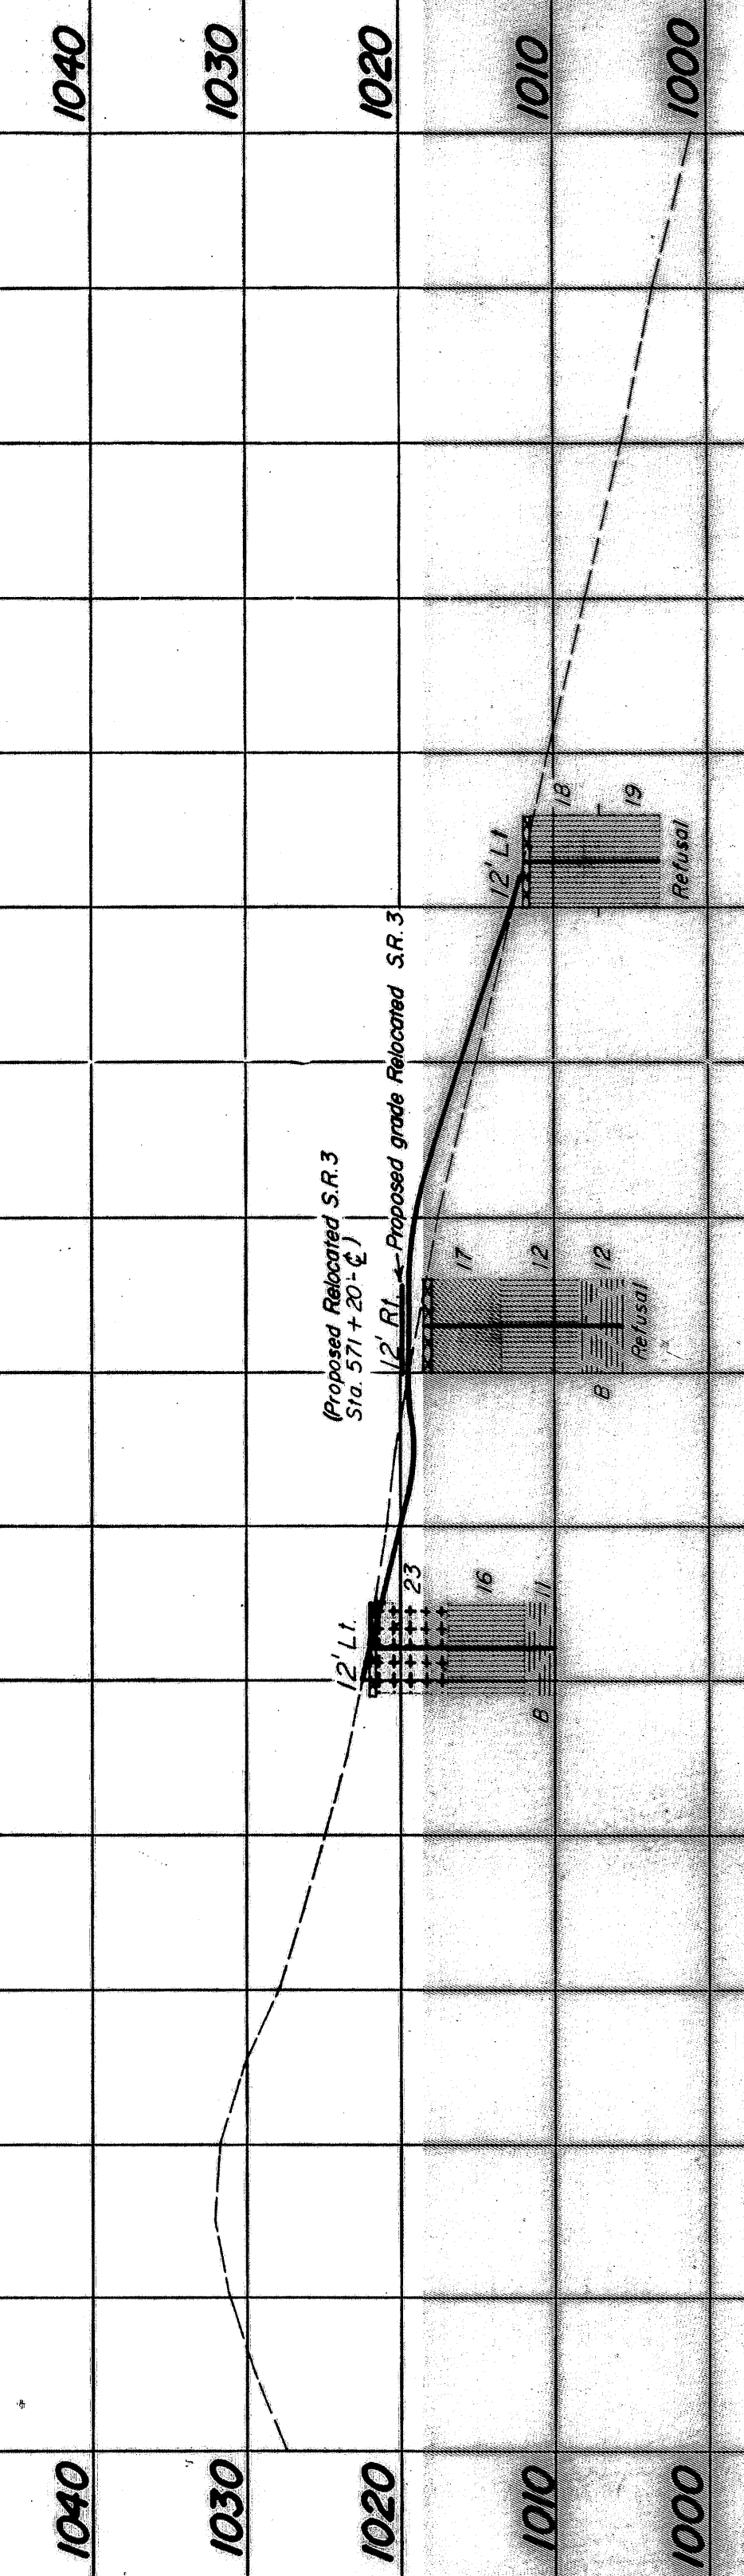 1040
1030
1020
1010
1000
(Proposed Relocated S.R.3
Sta. 571 + 20 - ℄)
Proposed grade Relocated S.R.3
12' Lt.
23
16
11
B
12' Rt.
17
12
12
B
Refusal
12' Lt
18
19
Refusal
1040
1030
1020
1010
1000